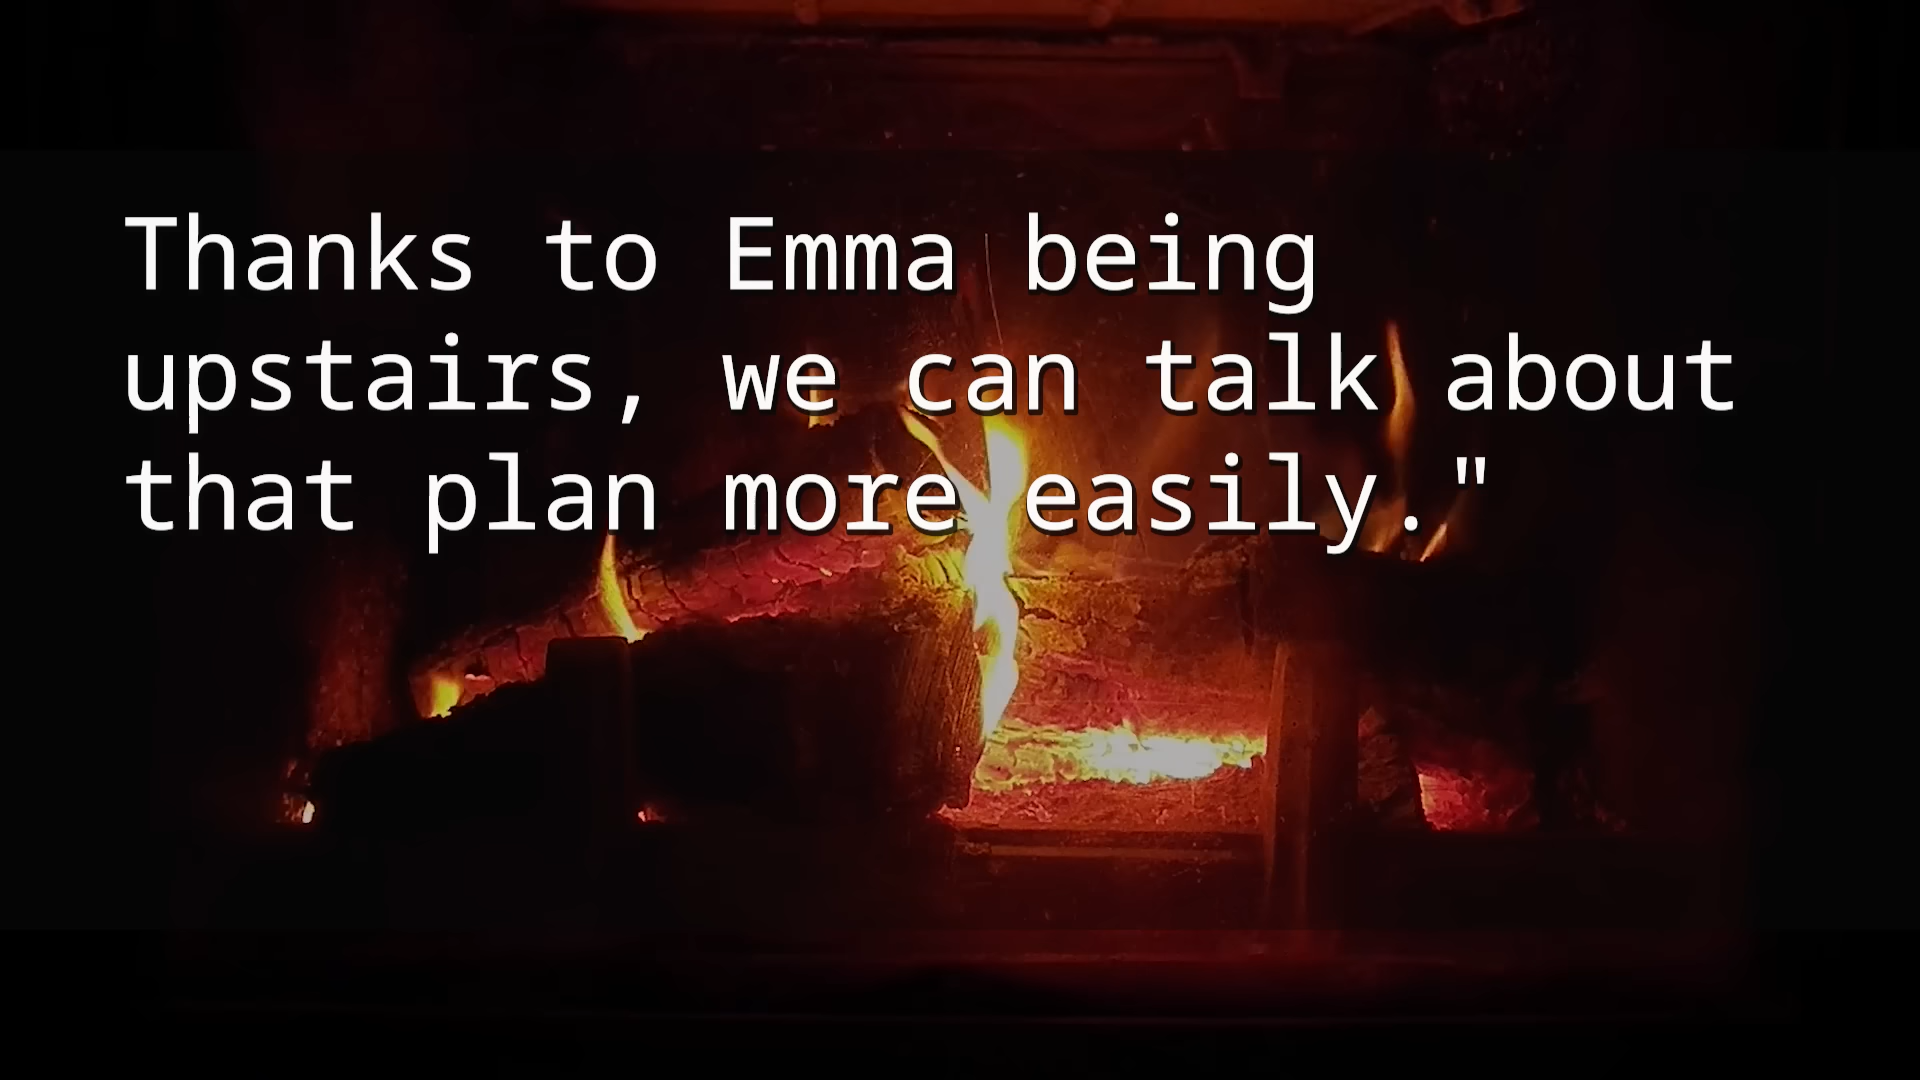 Thanks to Emma being
upstairs, we can talk about
that plan more easily."